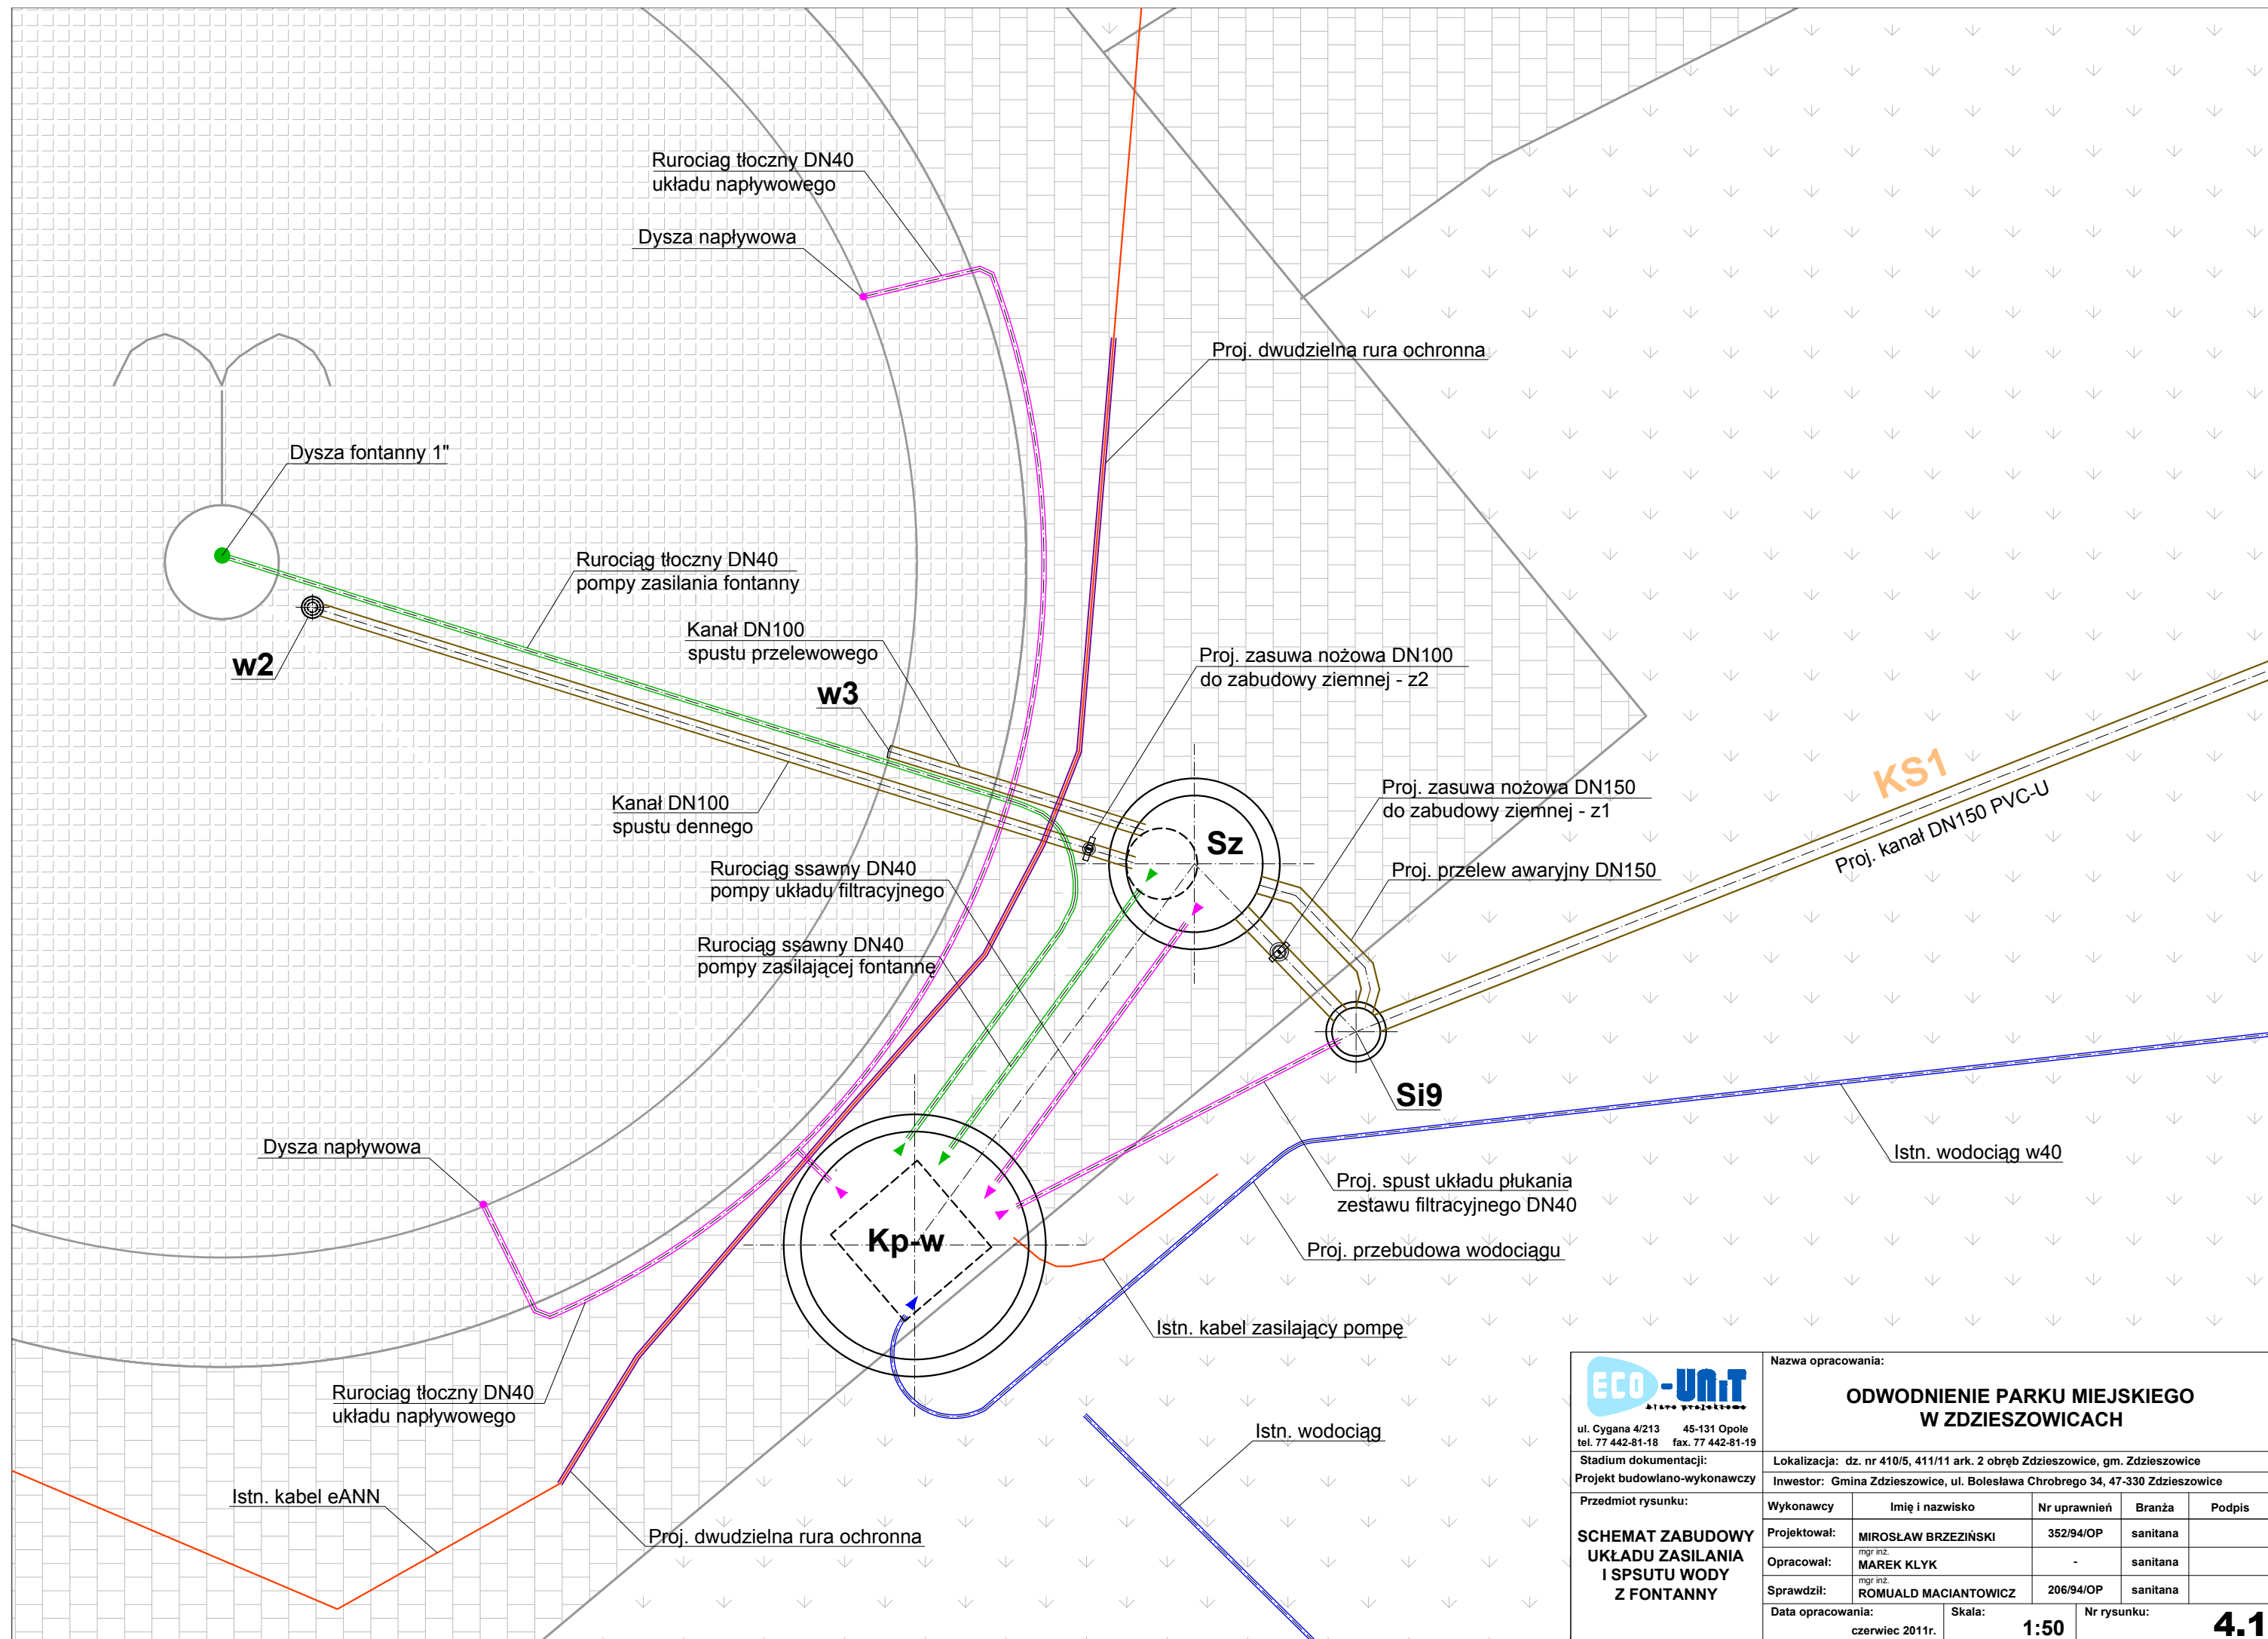 Rurociag tłoczny DN40
układu napływowego
Dysza napływowa
Proj. dwudzielna rura ochronna
Dysza fontanny 1"
Rurociąg tłoczny DN40
pompy zasilania fontanny
Kanał DN100
spustu przelewowego
w2
w3
Proj. zasuwa nożowa DN100
do zabudowy ziemnej - z2
Kanał DN100
spustu dennego
Proj. zasuwa nożowa DN150
do zabudowy ziemnej - z1
KS1
Proj. kanał DN150 PVC-U
Sz
Rurociąg ssawny DN40
pompy układu filtracyjnego
Proj. przelew awaryjny DN150
Rurociąg ssawny DN40
pompy zasilającej fontannę
Si9
Dysza napływowa
Istn. wodociąg w40
Proj. spust układu płukania
zestawu filtracyjnego DN40
Kp-w
Proj. przebudowa wodociągu
Istn. kabel zasilający pompę
Rurociag tłoczny DN40
układu napływowego
Istn. wodociąg
Istn. kabel eANN
Proj. dwudzielna rura ochronna
ECO-UNIT
biuro projektowe
ul. Cygana 4/213 45-131 Opole
tel. 77 442-81-18 fax. 77 442-81-19
Nazwa opracowania:
ODWODNIENIE PARKU MIEJSKIEGO
W ZDZIESZOWICACH
Stadium dokumentacji:
Projekt budowlano-wykonawczy
Lokalizacja: dz. nr 410/5, 411/11 ark. 2 obręb Zdzieszowice, gm. Zdzieszowice
Inwestor: Gmina Zdzieszowice, ul. Bolesława Chrobrego 34, 47-330 Zdzieszowice
Przedmiot rysunku:
SCHEMAT ZABUDOWY
UKŁADU ZASILANIA
I SPSUTU WODY
Z FONTANNY
Wykonawcy Imię i nazwisko Nr uprawnień Branża Podpis
Projektował: MIROSŁAW BRZEZIŃSKI 352/94/OP sanitana
Opracował: mgr inż. MAREK KLYK - sanitana
Sprawdził: mgr inż. ROMUALD MACIANTOWICZ 206/94/OP sanitana
Data opracowania: czerwiec 2011r.
Skala: 1:50
Nr rysunku: 4.1